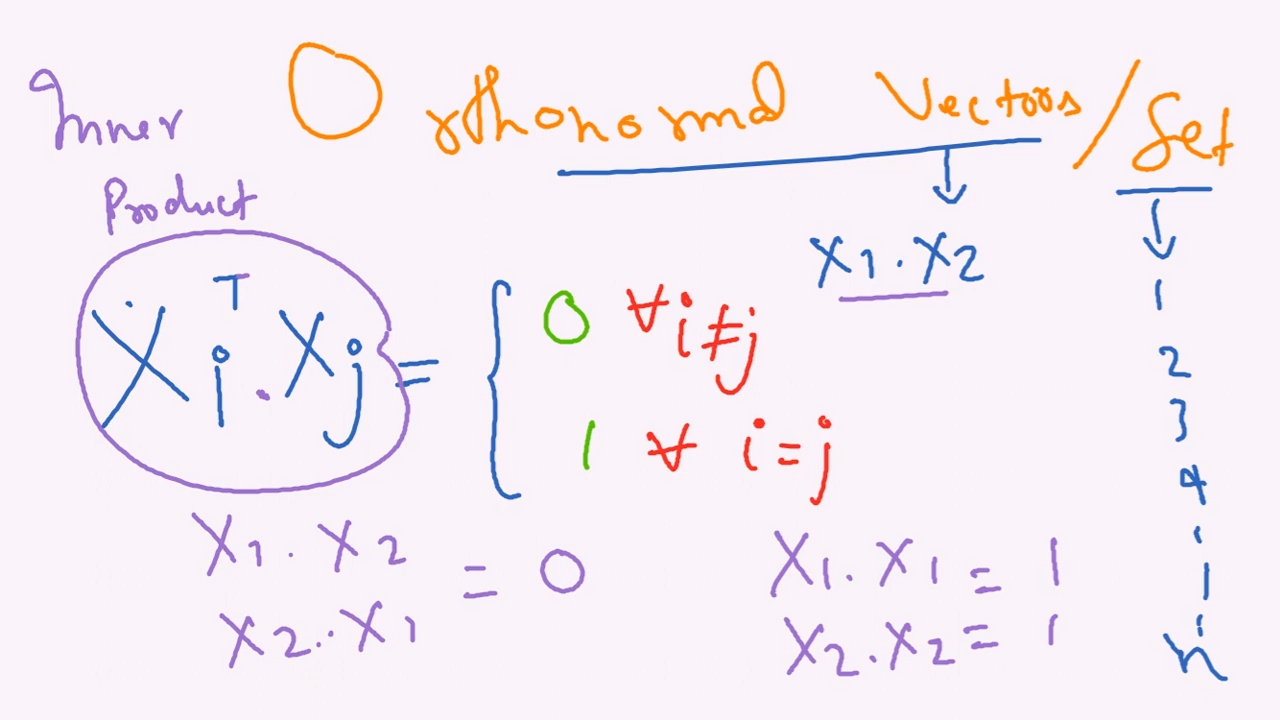 Orthonormal Vectors / Set
Inner
Product
X₁ . X₂
Xᵢᵀ . Xⱼ = { 0 ∀ i ≠ j
1 ∀ i = j
X₁ . X₂
X₂ . X₁
= 0
X₁ . X₁ = 1
X₂ . X₂ = 1
1
2
3
4
n